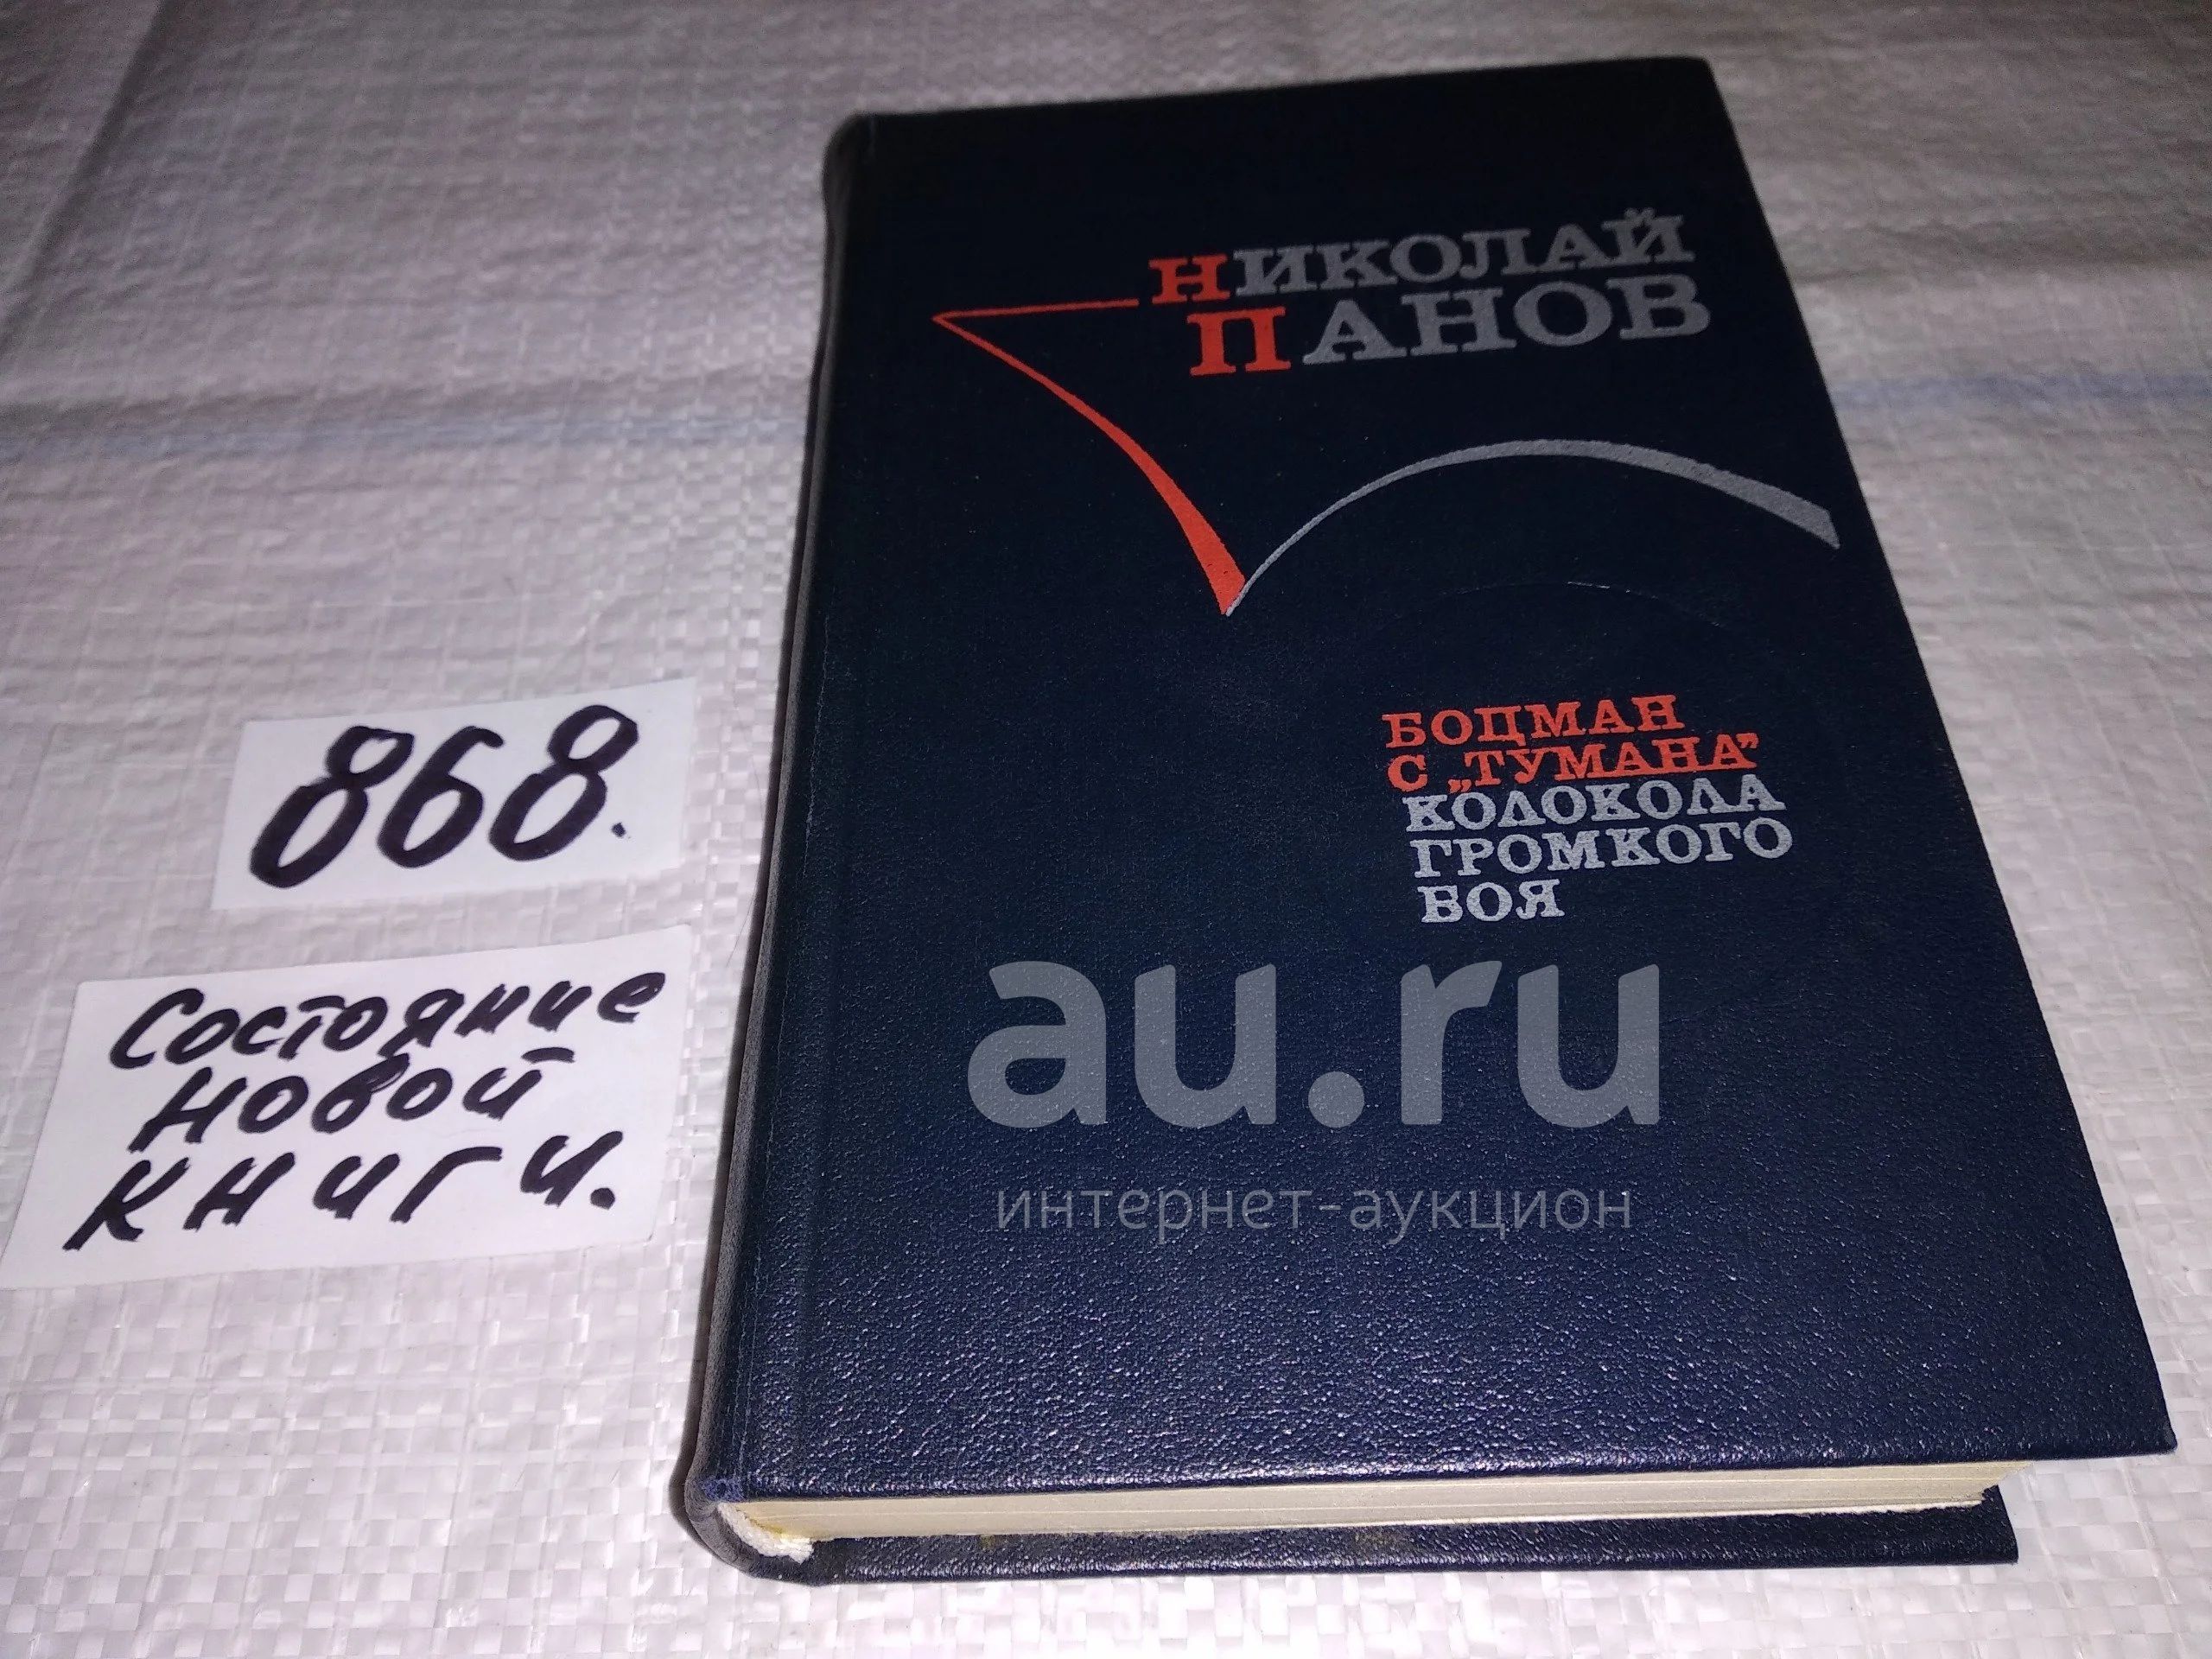 НИКОЛАЙ
ПАНОВ
БОЦМАН
С „ТУМАНА"
КОЛОКОЛА
ГРОМКОГО
БОЯ
868.
Состояние
новой
книги.
au.ru
интернет-аукцион